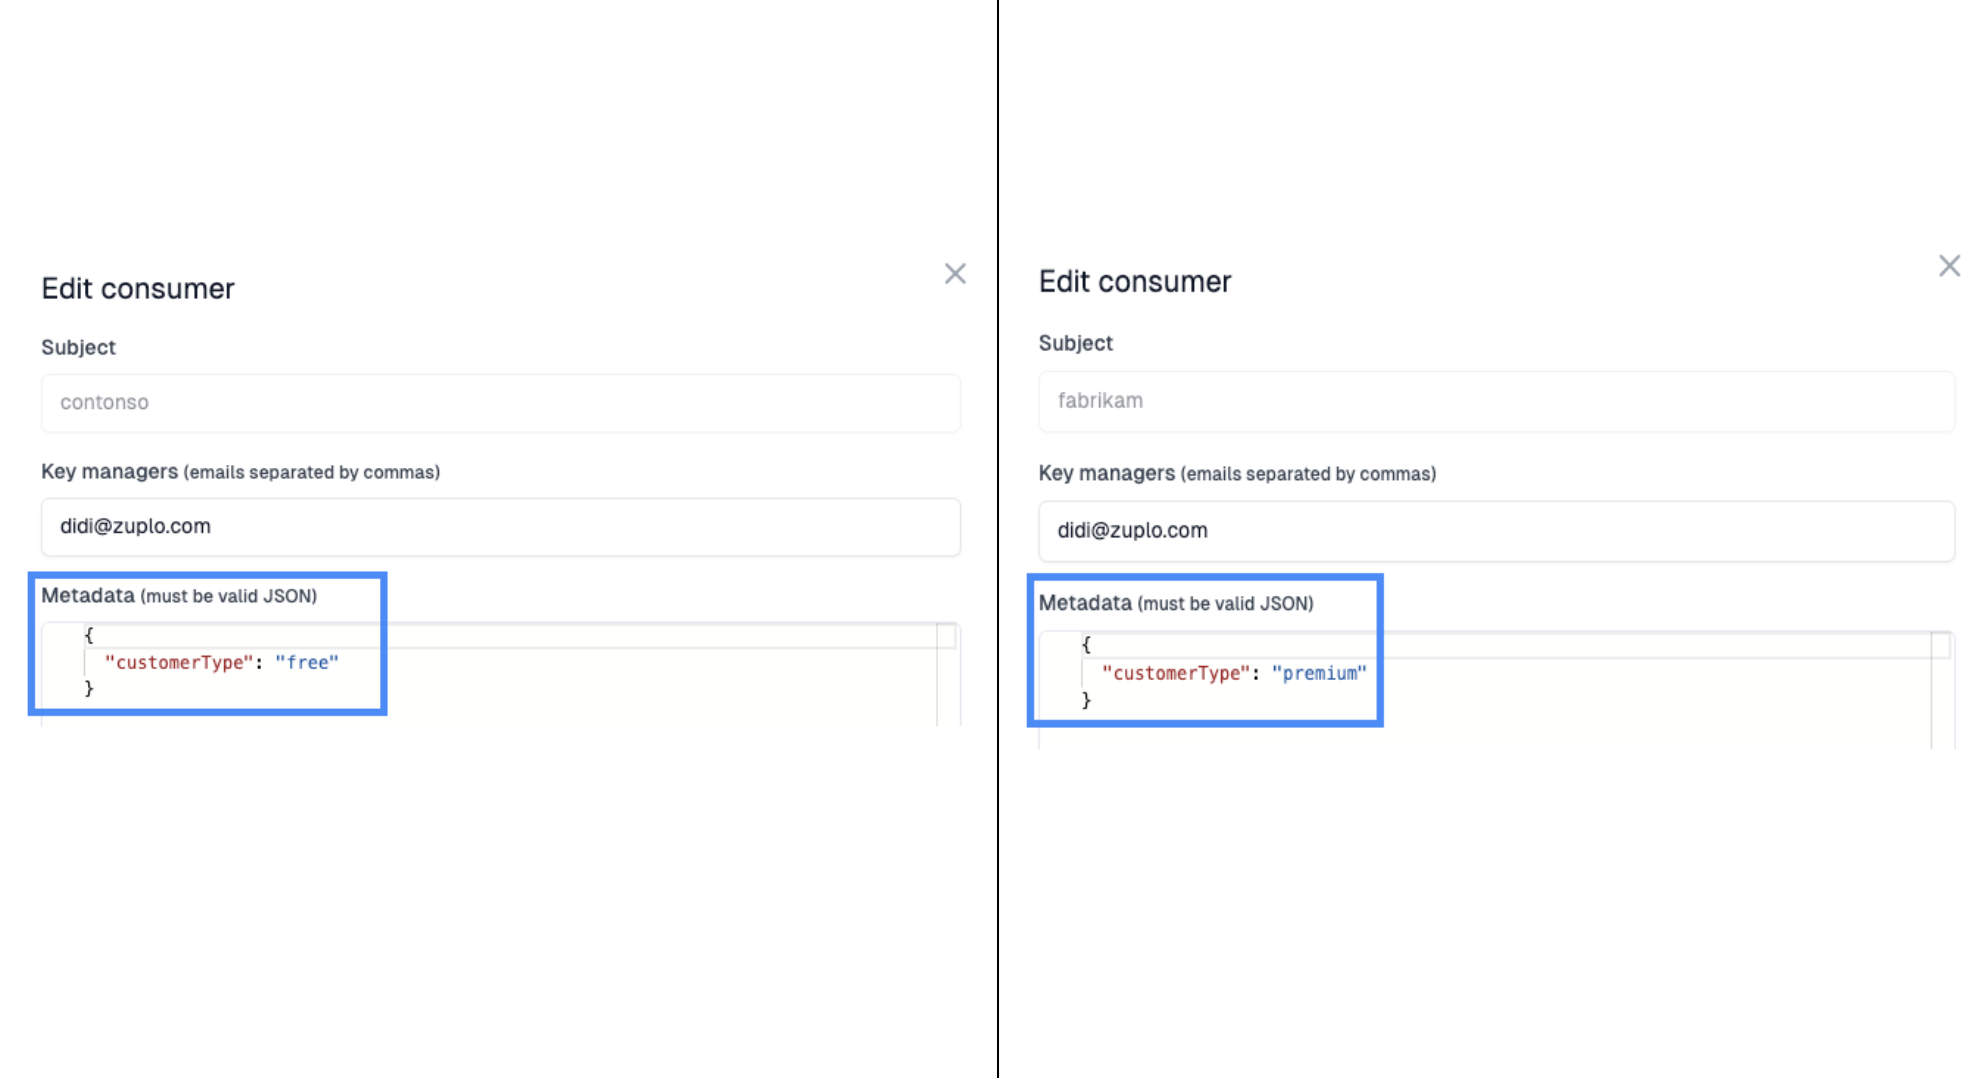 Edit consumer
Subject
contonso
Key managers (emails separated by commas)
didi@zuplo.com
Metadata (must be valid JSON)
{
"customerType": "free"
}
Edit consumer
Subject
fabrikam
Key managers (emails separated by commas)
didi@zuplo.com
Metadata (must be valid JSON)
{
"customerType": "premium"
}